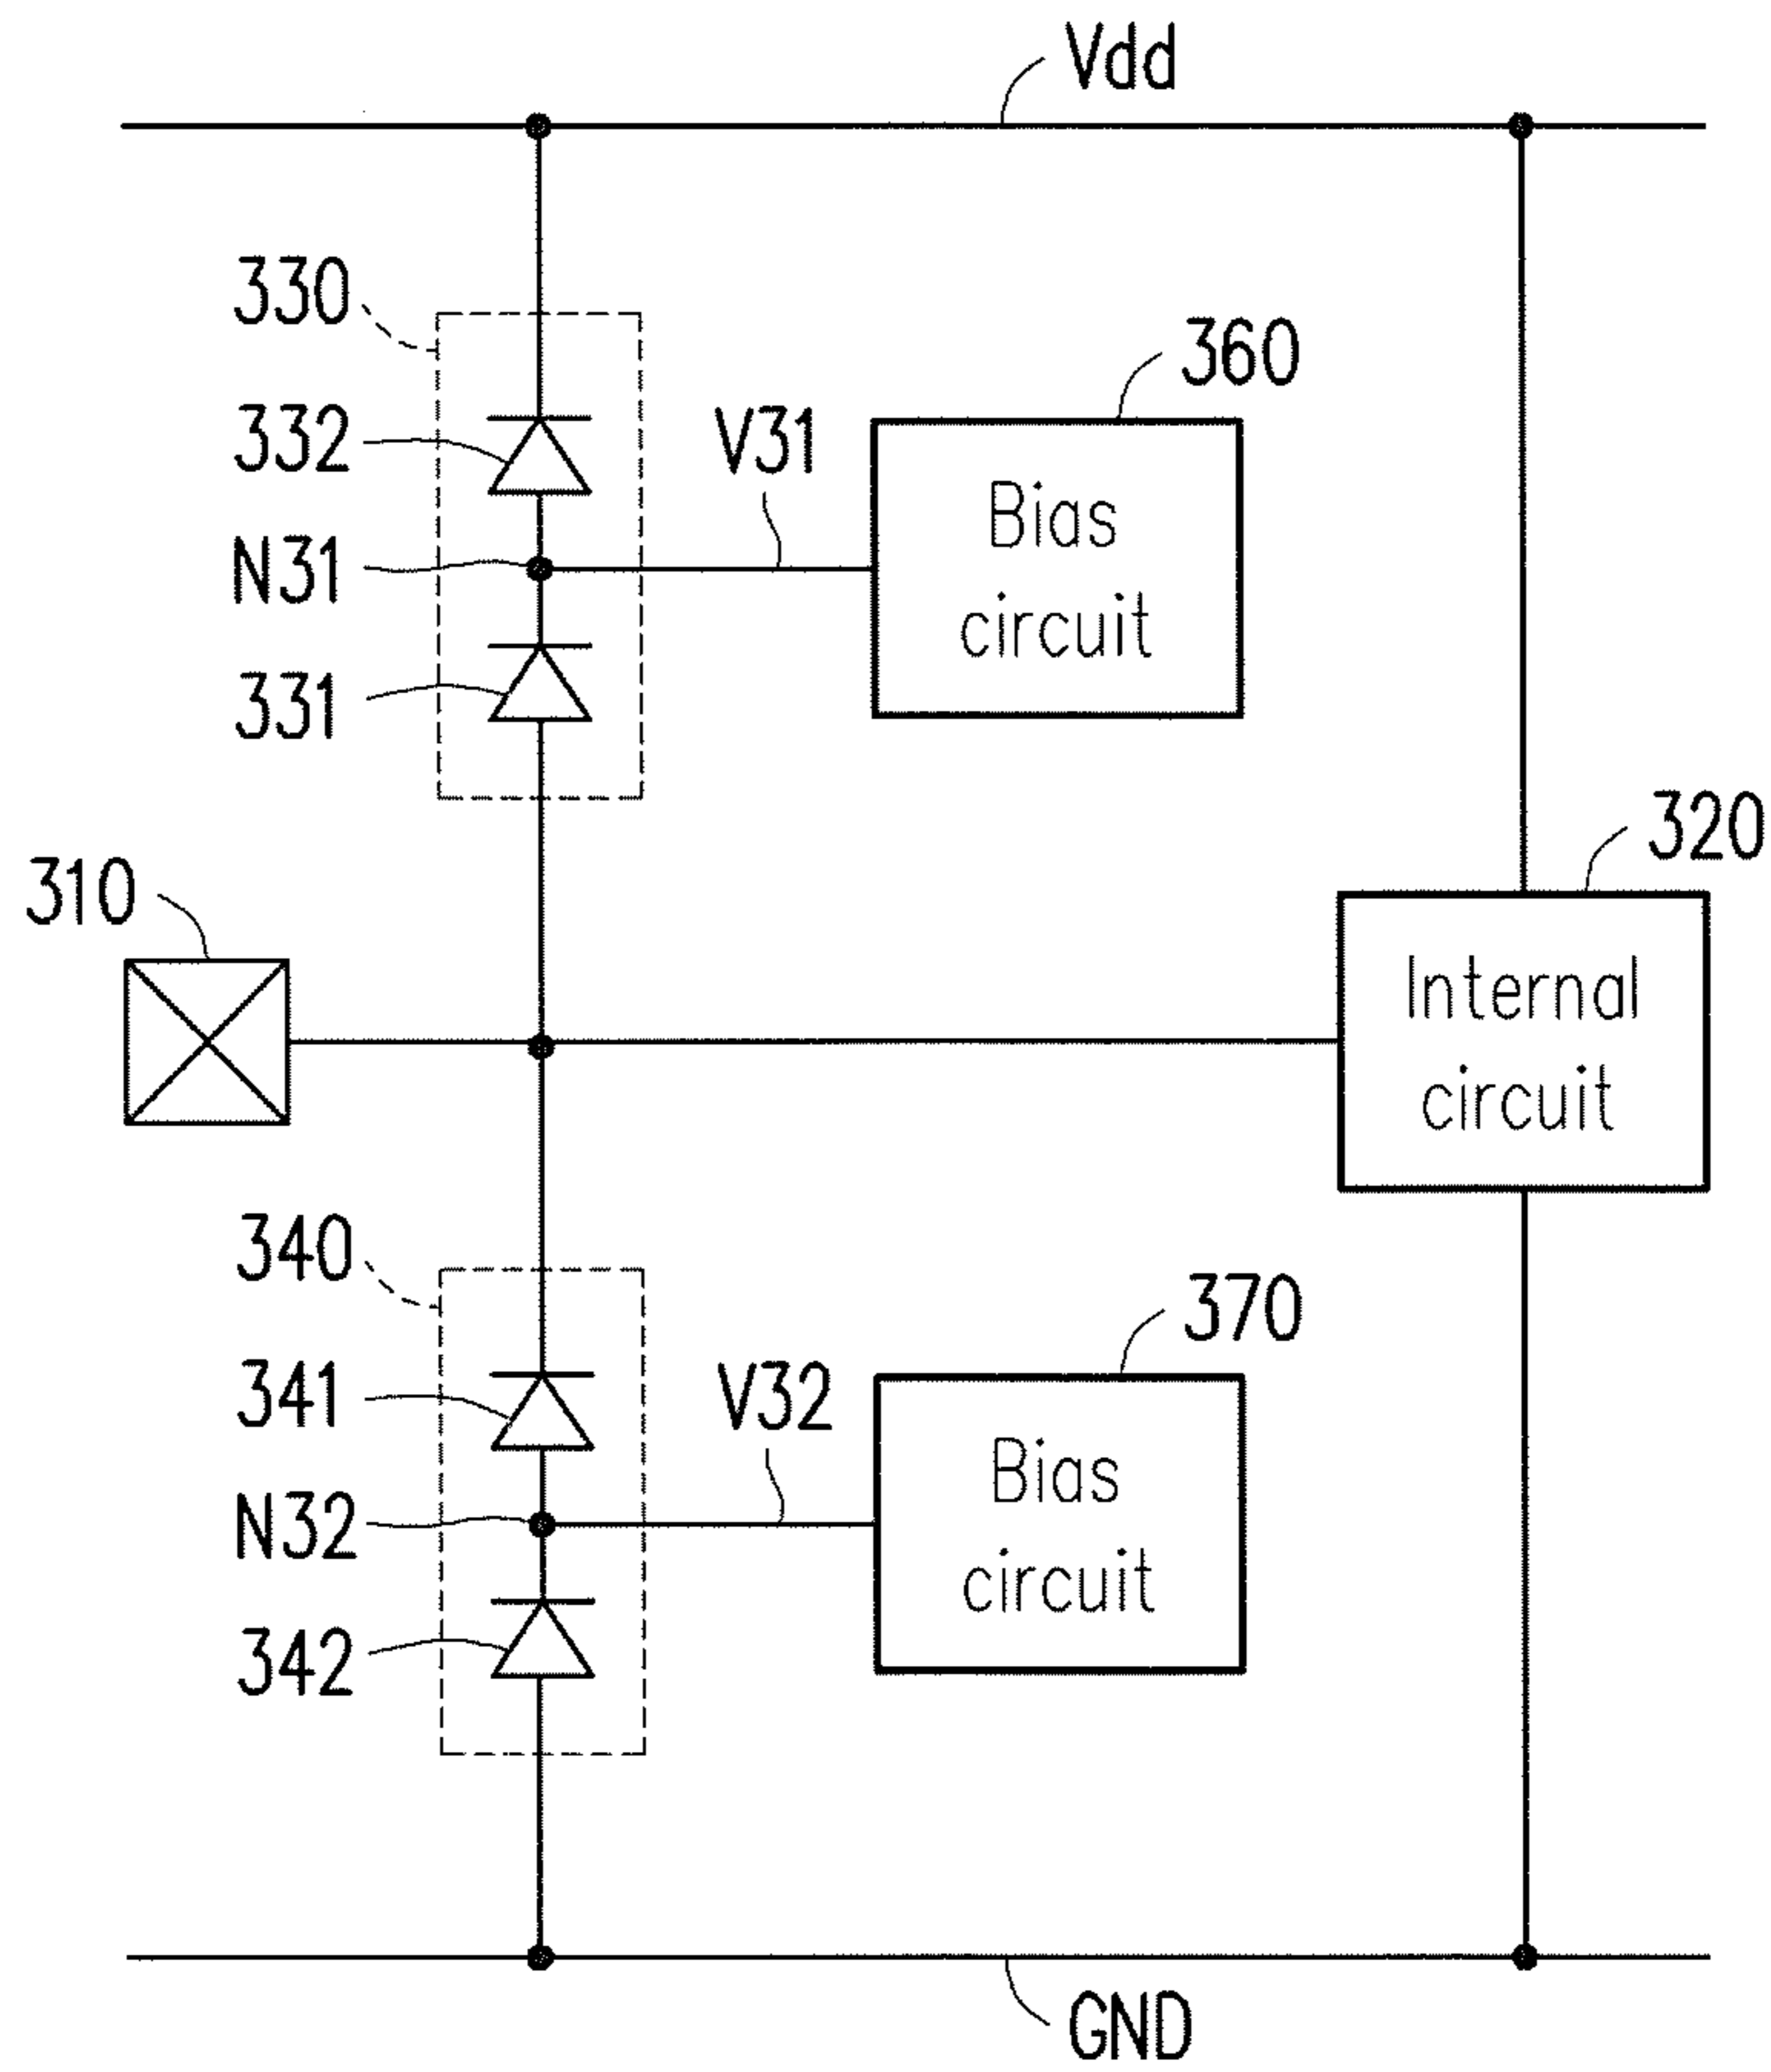 Vdd
330
360
332
V31
Bias
circuit
N31
331
320
310
Internal
circuit
340
370
341
V32
Bias
circuit
N32
342
GND